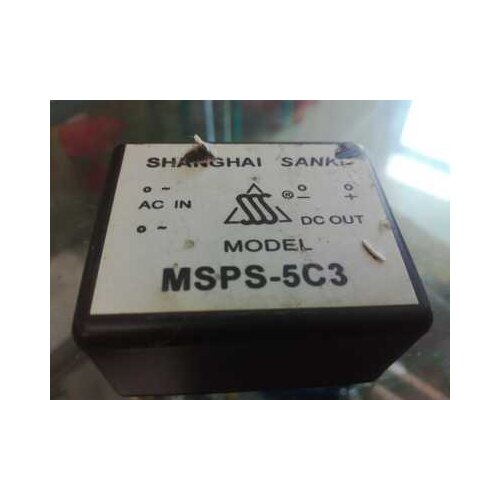 SHANGHAI SANKE
~ ® − +
AC IN DC OUT
~
MODEL
MSPS-5C3